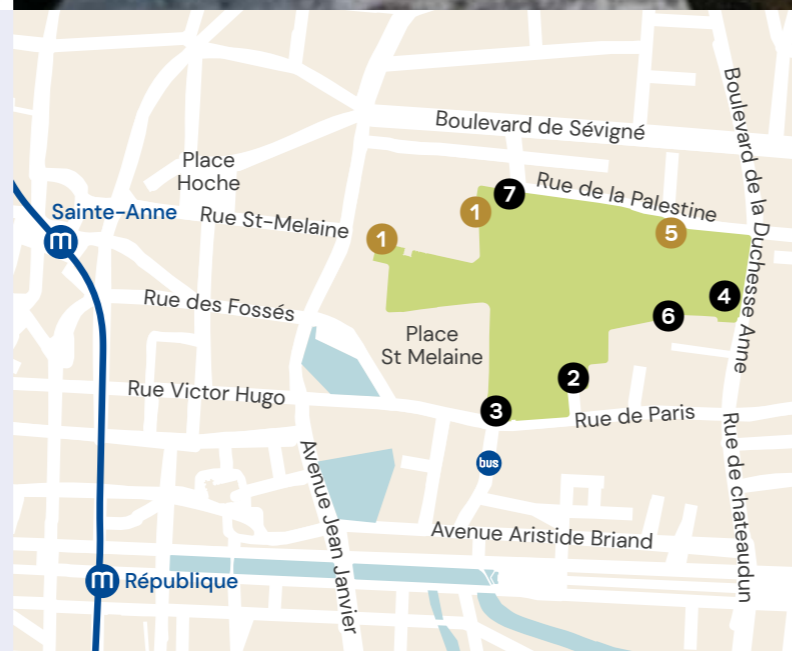 Boulevard de Sévigné
Boulevard de la Duchesse Anne
Place
Hoche
7
Rue de la Palestine
Sainte-Anne
m
Rue St-Melaine
1
1
5
Rue des Fossés
4
6
Place
St Melaine
2
Rue Victor Hugo
3
Rue de Paris
Rue de chateaudun
bus
Avenue Jean Janvier
Avenue Aristide Briand
m
République